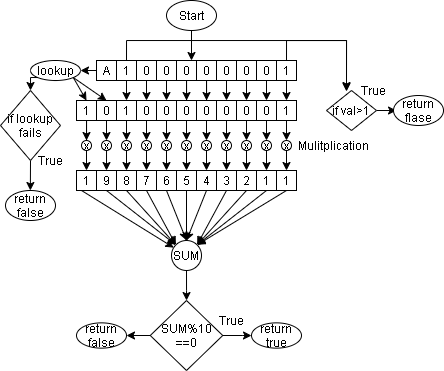 Start
lookup
A 1 0 0 0 0 0 0 0 1
True
if lookup
fails
if val>1
return
flase
1 0 1 0 0 0 0 0 0 0 1
x x x x x x x x x x x
Mulitplication
True
1 9 8 7 6 5 4 3 2 1 1
return
false
SUM
True
return
false
SUM%10
==0
return
true